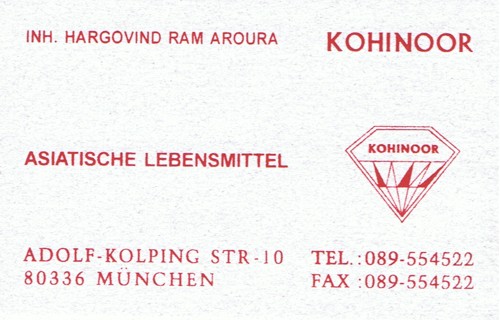 INH. HARGOVIND RAM AROURA
KOHINOOR
ASIATISCHE LEBENSMITTEL
KOHINOOR
ADOLF-KOLPING STR-10
80336 MÜNCHEN
TEL.:089-554522
FAX :089-554522